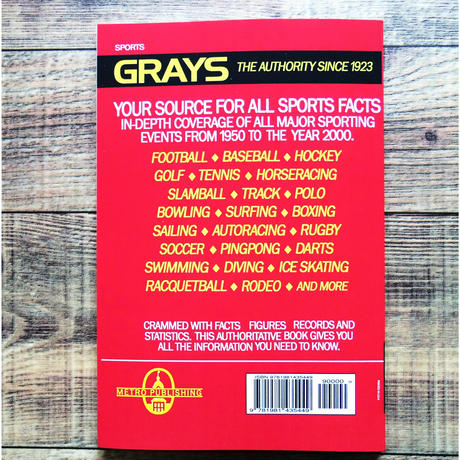 SPORTS
GRAYS THE AUTHORITY SINCE 1923
YOUR SOURCE FOR ALL SPORTS FACTS
IN-DEPTH COVERAGE OF ALL MAJOR SPORTING
EVENTS FROM 1950 TO THE YEAR 2000.
FOOTBALL ♦ BASEBALL ♦ HOCKEY
GOLF ♦ TENNIS ♦ HORSERACING
SLAMBALL ♦ TRACK ♦ POLO
BOWLING ♦ SURFING ♦ BOXING
SAILING ♦ AUTORACING ♦ RUGBY
SOCCER ♦ PINGPONG ♦ DARTS
SWIMMING ♦ DIVING ♦ ICE SKATING
RACQUETBALL ♦ RODEO ♦ AND MORE
CRAMMED WITH FACTS FIGURES RECORDS AND
STATISTICS. THIS AUTHORITATIVE BOOK GIVES YOU
ALL THE INFORMATION YOU NEED TO KNOW.
METRO PUBLISHING
ISBN 9781981435449
90000
9 781981 435449